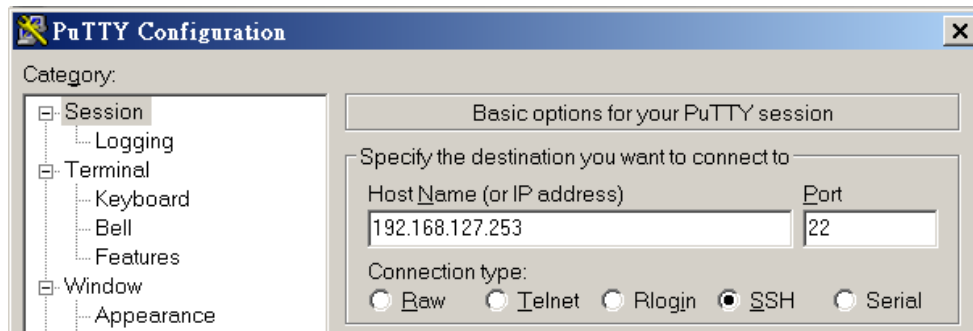 PuTTY Configuration
Category:
Session
Logging
Terminal
Keyboard
Bell
Features
Window
Appearance
Basic options for your PuTTY session
Specify the destination you want to connect to
Host Name (or IP address) Port
192.168.127.253 22
Connection type:
Raw Telnet Rlogin SSH Serial